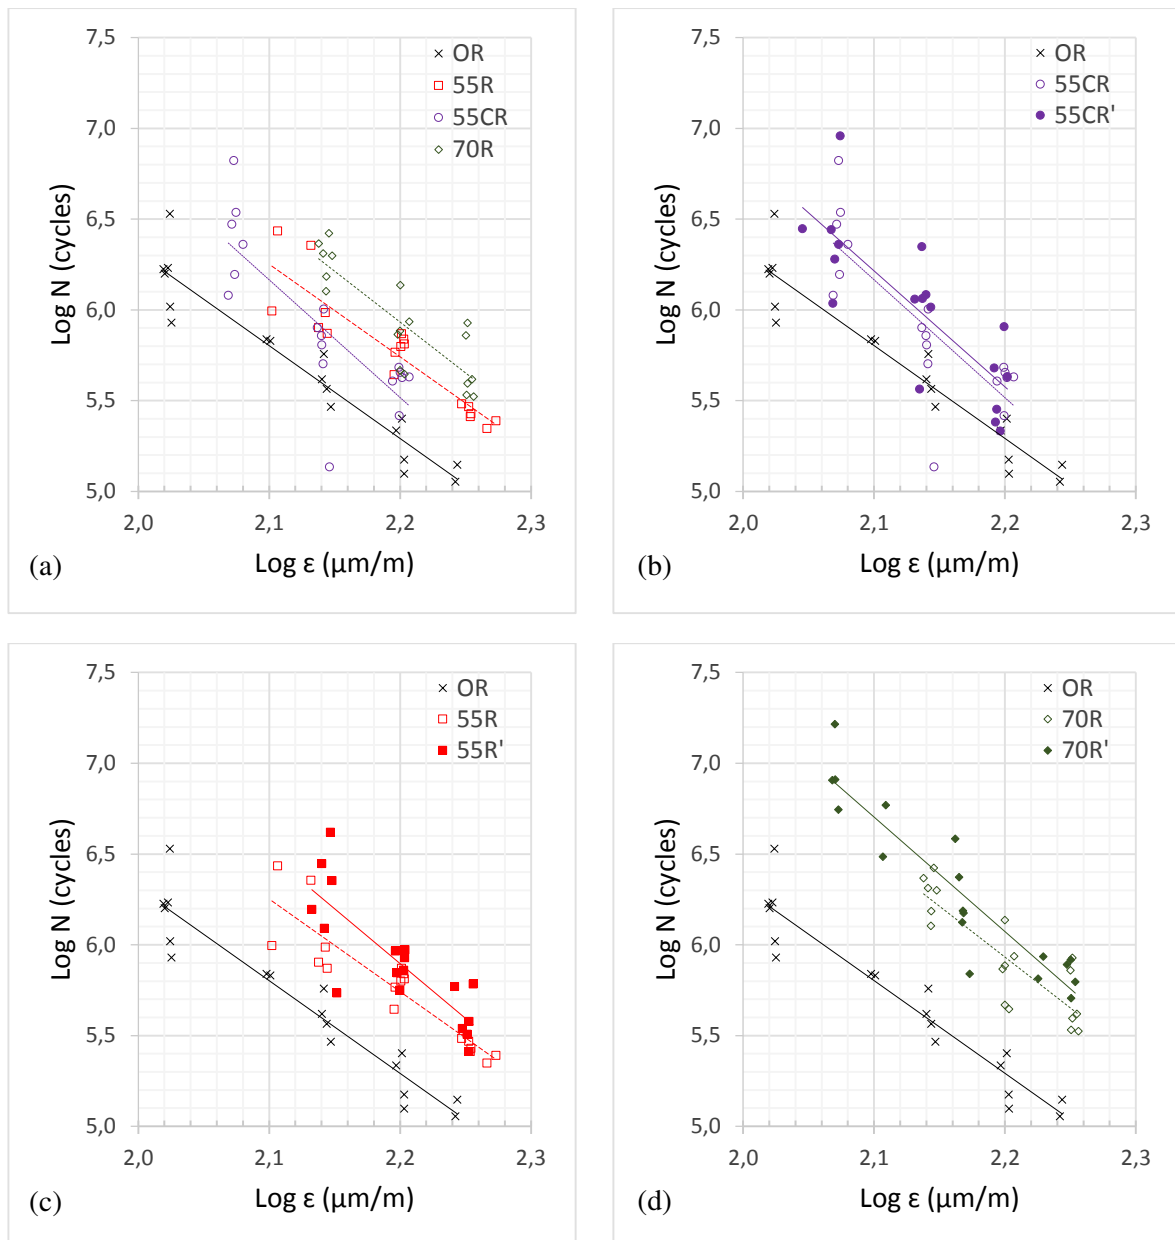 7,5
7,0
6,5
6,0
5,5
5,0
Log N (cycles)
OR
55R
55CR
70R
2,0 2,1 2,2 2,3
Log ε (μm/m)
(a)
7,5
7,0
6,5
6,0
5,5
5,0
Log N (cycles)
OR
55CR
55CR'
2,0 2,1 2,2 2,3
Log ε (μm/m)
(b)
7,5
7,0
6,5
6,0
5,5
5,0
Log N (cycles)
OR
55R
55R'
2,0 2,1 2,2 2,3
Log ε (μm/m)
(c)
7,5
7,0
6,5
6,0
5,5
5,0
Log N (cycles)
OR
70R
70R'
2,0 2,1 2,2 2,3
Log ε (μm/m)
(d)